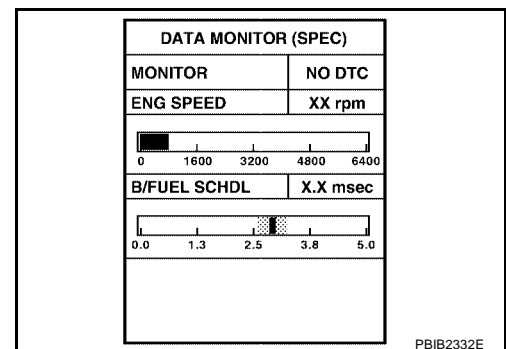 DATA MONITOR (SPEC)
MONITOR NO DTC
ENG SPEED XX rpm
0 1600 3200 4800 6400
B/FUEL SCHDL X.X msec
0.0 1.3 2.5 3.8 5.0
PBIB2332E